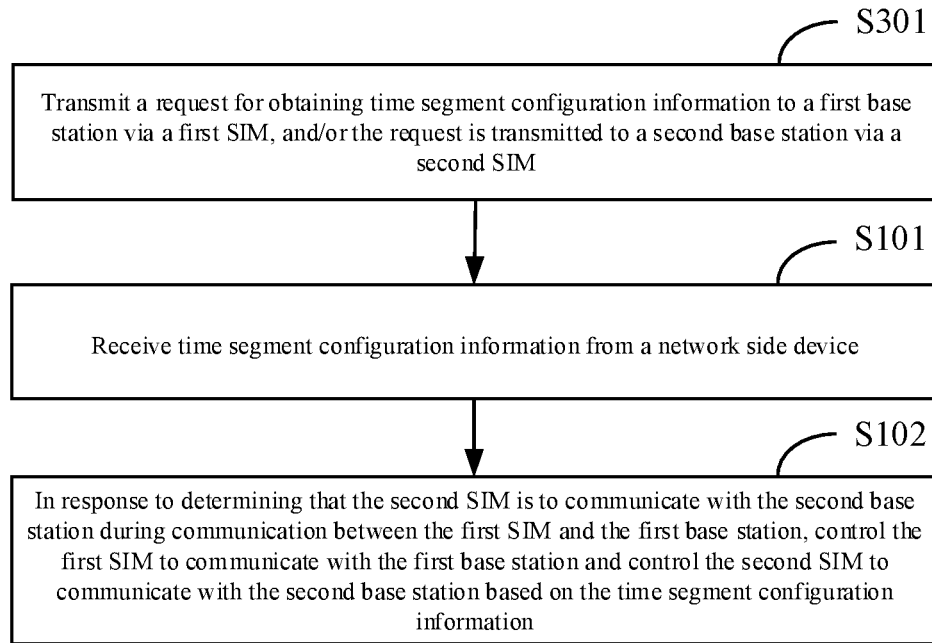 S301
Transmit a request for obtaining time segment configuration information to a first base
station via a first SIM, and/or the request is transmitted to a second base station via a
second SIM
S101
Receive time segment configuration information from a network side device
S102
In response to determining that the second SIM is to communicate with the second base
station during communication between the first SIM and the first base station, control the
first SIM to communicate with the first base station and control the second SIM to
communicate with the second base station based on the time segment configuration
information